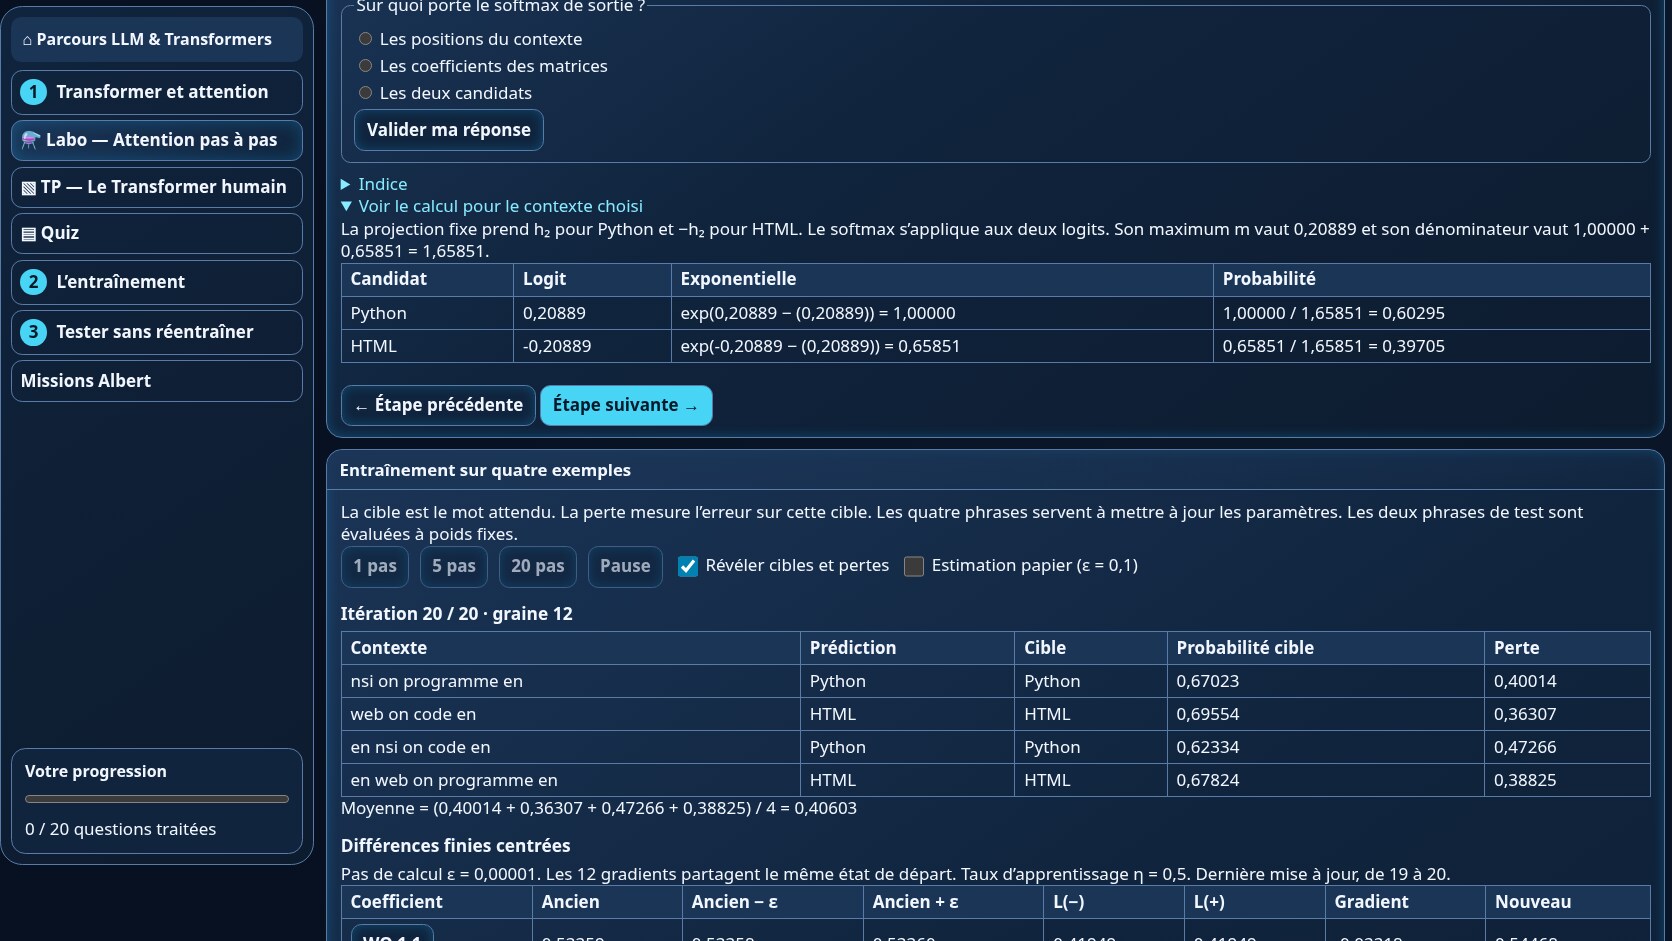 ⌂ Parcours LLM & Transformers
1 Transformer et attention
Labo — Attention pas à pas
TP — Le Transformer humain
Quiz
2 L’entraînement
3 Tester sans réentraîner
Missions Albert
Votre progression
0 / 20 questions traitées
Sur quoi porte le softmax de sortie ?
Les positions du contexte
Les coefficients des matrices
Les deux candidats
Valider ma réponse
▶ Indice
▼ Voir le calcul pour le contexte choisi
La projection fixe prend h₂ pour Python et −h₂ pour HTML. Le softmax s’applique aux deux logits. Son maximum m vaut 0,20889 et son dénominateur vaut 1,00000 +
0,65851 = 1,65851.
Candidat Logit Exponentielle Probabilité
Python 0,20889 exp(0,20889 − (0,20889)) = 1,00000 1,00000 / 1,65851 = 0,60295
HTML -0,20889 exp(-0,20889 − (0,20889)) = 0,65851 0,65851 / 1,65851 = 0,39705
← Étape précédente Étape suivante →
Entraînement sur quatre exemples
La cible est le mot attendu. La perte mesure l’erreur sur cette cible. Les quatre phrases servent à mettre à jour les paramètres. Les deux phrases de test sont
évaluées à poids fixes.
1 pas 5 pas 20 pas Pause Révéler cibles et pertes Estimation papier (ε = 0,1)
Itération 20 / 20 · graine 12
Contexte Prédiction Cible Probabilité cible Perte
nsi on programme en Python Python 0,67023 0,40014
web on code en HTML HTML 0,69554 0,36307
en nsi on code en Python Python 0,62334 0,47266
en web on programme en HTML HTML 0,67824 0,38825
Moyenne = (0,40014 + 0,36307 + 0,47266 + 0,38825) / 4 = 0,40603
Différences finies centrées
Pas de calcul ε = 0,00001. Les 12 gradients partagent le même état de départ. Taux d’apprentissage η = 0,5. Dernière mise à jour, de 19 à 20.
Coefficient Ancien Ancien − ε Ancien + ε L(−) L(+) Gradient Nouveau